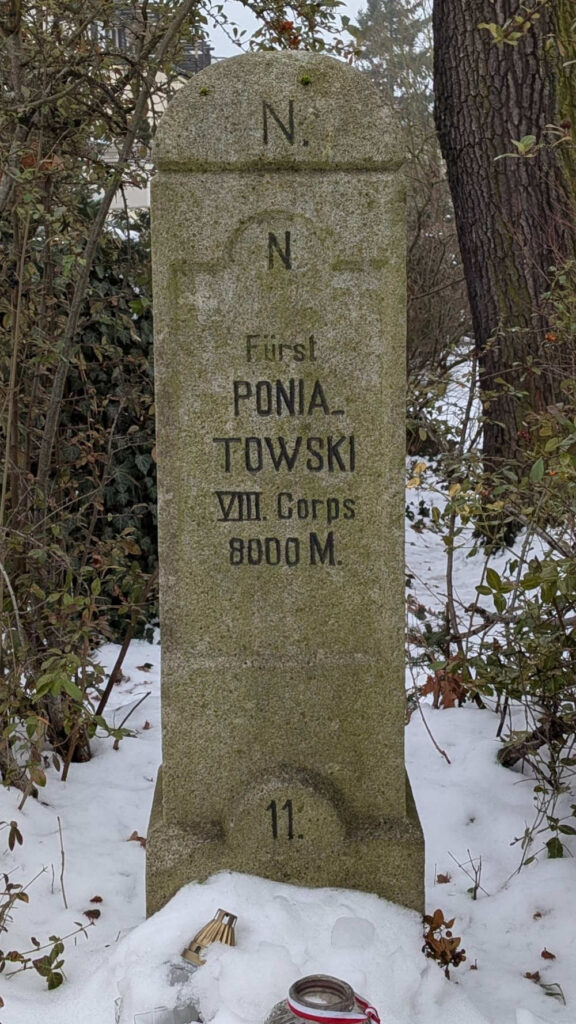 N.
N
Fürst
PONIA_
TOWSKI
VIII. Corps
8000 M.
11.